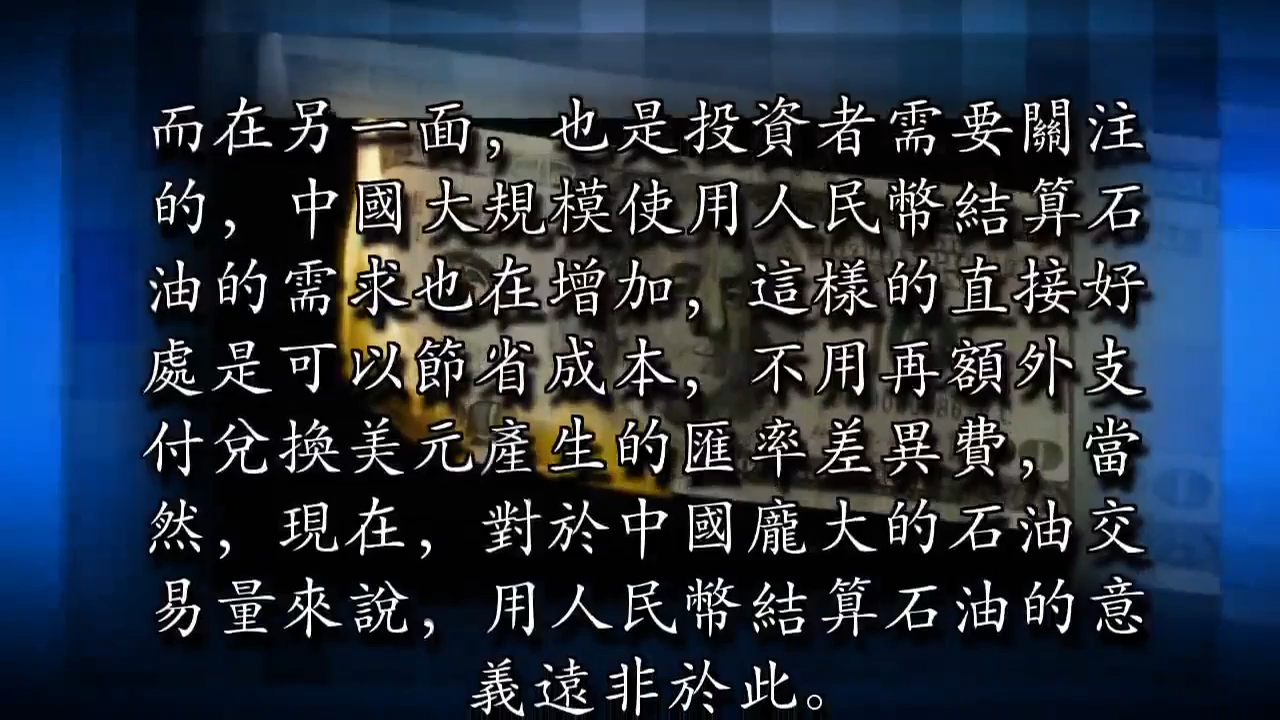 而在另一面，也是投資者需要關注
的，中國大規模使用人民幣結算石
油的需求也在增加，這樣的直接好
處是可以節省成本，不用再額外支
付兌換美元產生的匯率差異費，當
然，現在，對於中國龐大的石油交
易量來說，用人民幣結算石油的意
義遠非於此。